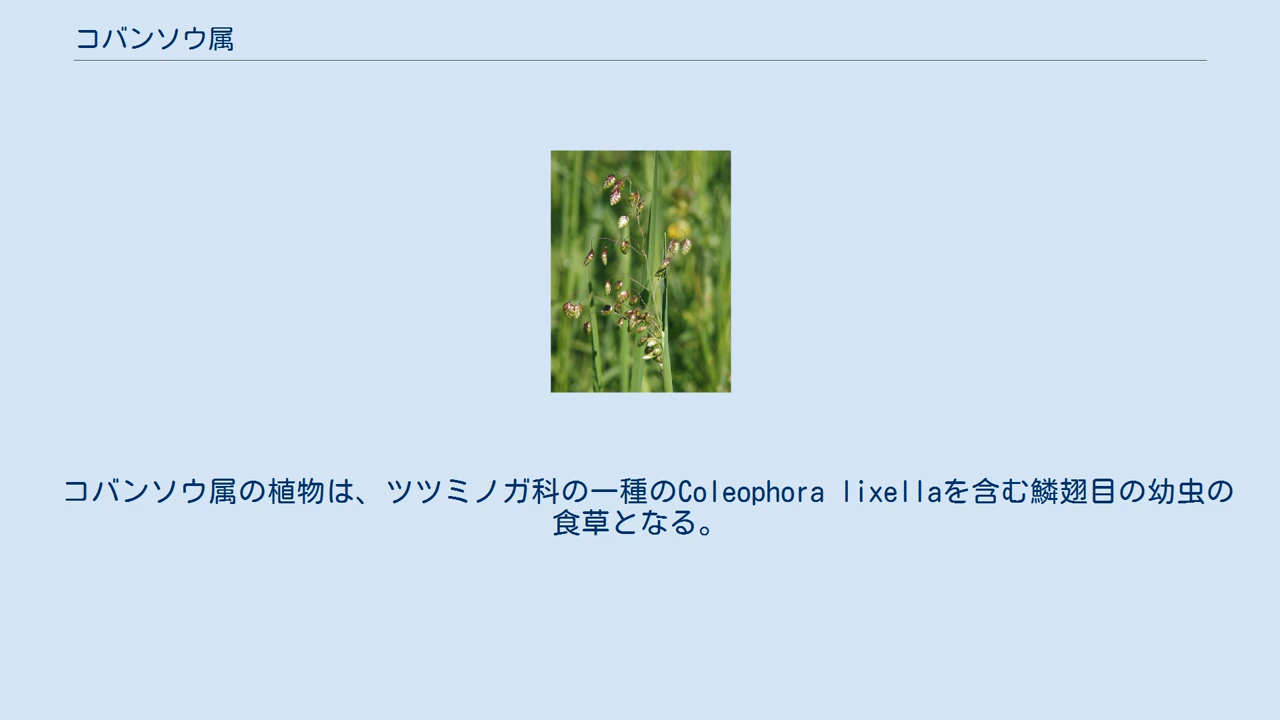 コバンソウ属
コバンソウ属の植物は、ツツミノガ科の一種のColeophora lixellaを含む鱗翅目の幼虫の
食草となる。